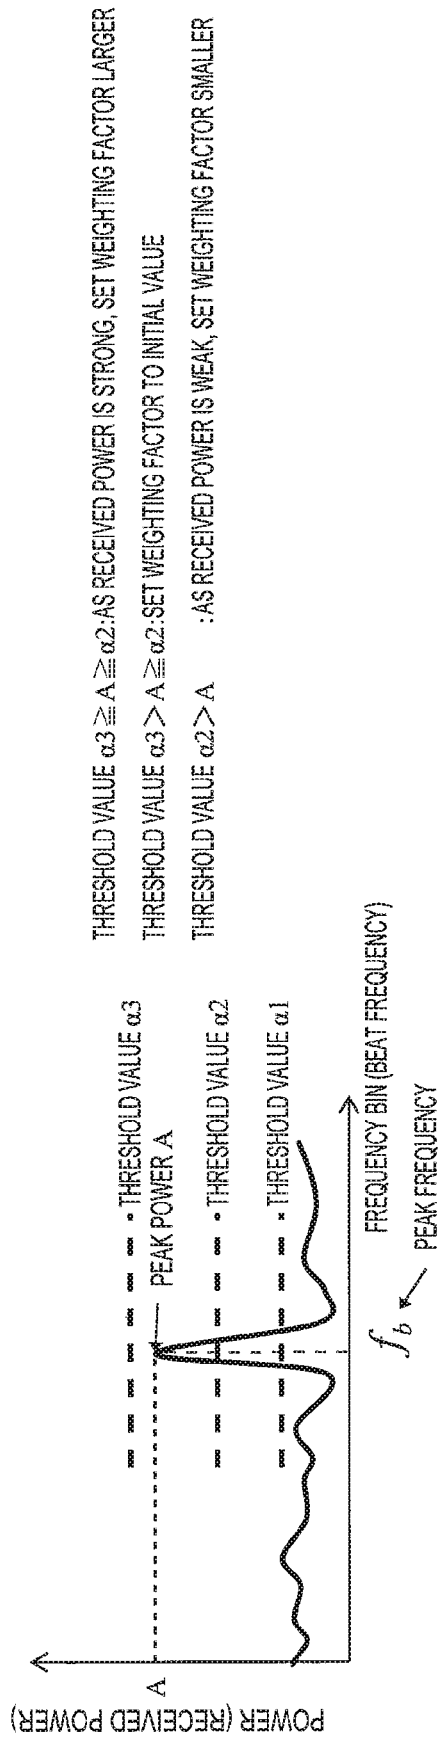 POWER (RECEIVED POWER)
A
THRESHOLD VALUE α3
PEAK POWER A
THRESHOLD VALUE α2
THRESHOLD VALUE α1
FREQUENCY BIN (BEAT FREQUENCY)
fb
PEAK FREQUENCY
THRESHOLD VALUE α3≧A≧α2:AS RECEIVED POWER IS STRONG, SET WEIGHTING FACTOR LARGER
THRESHOLD VALUE α3>A≧α2:SET WEIGHTING FACTOR TO INITIAL VALUE
THRESHOLD VALUE α2>A :AS RECEIVED POWER IS WEAK, SET WEIGHTING FACTOR SMALLER